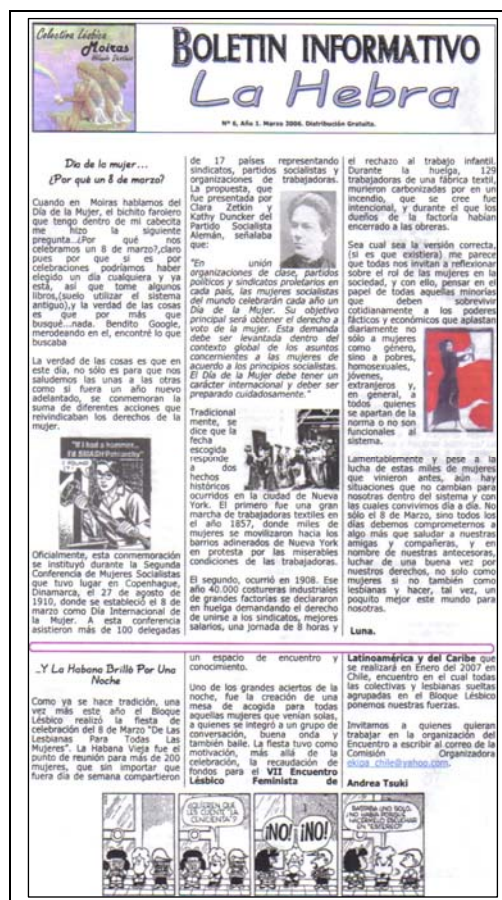 Colectiva Lésbica
Moiras
BOLETIN INFORMATIVO
La Hebra
Nº 6, Año 1. Marzo 2006. Distribución Gratuita.
Dia de la mujer...
¿Por qué un 8 de marzo?
Cuando en Moiras hablamos del
Día de la Mujer, el bichito farolero
que tengo dentro de mi cabecita
me hizo la siguiente
pregunta...¿Por qué nos
celebramos un 8 de marzo?,claro
pues por que si es por
celebraciones podríamos haber
elegido un día cualquiera y ya
está, así que tome algunos
libros,(suelo utilizar el sistema
antiguo),y la verdad de las cosas
es que por más que
busqué...nada. Bendito Google,
merodeando en el, encontré lo que
buscaba
La verdad de las cosas es que en
este día, no sólo es para que nos
saludemos las unas a las otras
como si fuera un año nuevo
adelantado, se conmemoran la
suma de diferentes acciones que
reivindicaban los derechos de la
mujer.
"If I had a hammer...
I'd SMASH Patriarchy"
I FOUND
Oficialmente, esta conmemoración
se instituyó durante la Segunda
Conferencia de Mujeres Socialistas
que tuvo lugar en Copenhague,
Dinamarca, el 27 de agosto de
1910, donde se estableció el 8 de
marzo como Día Internacional de
la Mujer. A esta conferencia
asistieron más de 100 delegadas
de 17 países representando
sindicatos, partidos socialistas y
organizaciones de trabajadoras.
La propuesta, que
fue presentada por
Clara Zetkin y
Kathy Duncker del
Partido Socialista
Alemán, señalaba
que:
"En unión
organizaciones de clase, partidos
políticos y sindicatos proletarios en
cada país, las mujeres socialistas
del mundo celebrarán cada año un
Día de la Mujer. Su objetivo
principal será obtener el derecho al
voto de la mujer. Esta demanda
debe ser levantada dentro del
contexto global de los asuntos
concernientes a las mujeres de
acuerdo a los principios socialistas.
El Día de la Mujer debe tener un
carácter internacional y deber ser
preparado cuidadosamente."
Tradicional
mente, se
dice que la
fecha
escogida
responde
a dos
hechos
históricos
ocurridos en la ciudad de Nueva
York. El primero fue una gran
marcha de trabajadoras textiles en
el año 1857, donde miles de
mujeres se movilizaron hacia los
barrios adinerados de Nueva York
en protesta por las miserables
condiciones de las trabajadoras.
El segundo, ocurrió en 1908. Ese
año 40.000 costureras industriales
de grandes factorías se declararon
en huelga demandando el derecho
de unirse a los sindicatos, mejores
salarios, una jornada de 8 horas y
el rechazo al trabajo infantil.
Durante la huelga, 129
trabajadoras de una fábrica textil,
murieron carbonizadas por en un
incendio, que se cree fue
intencional, y durante el que los
dueños de la factoría habían
encerrado a las obreras.
Sea cual sea la versión correcta,
(si es que existiera) me parece
que todas nos invitan a reflexionar
sobre el rol de las mujeres en la
sociedad, y con ello, pensar en el
papel de todas aquellas minorías
que deben sobrevivir
cotidianamente a los poderes
fácticos y económicos que aplastan
diariamente no
sólo a mujeres
como género,
sino a pobres,
homosexuales,
jóvenes,
extranjeros y,
en general, a
todos quienes
se apartan de la
norma o no son
funcionales al
sistema.
Lamentablemente y pese a la
lucha de estas miles de mujeres
que vinieron antes, aún hay
situaciones que no cambian para
nosotras dentro del sistema y con
las cuales convivimos día a día. No
sólo el 8 de Marzo, sino todos los
días debemos comprometernos a
algo más que saludar a nuestras
amigas y compañeras, y en
nombre de nuestras antecesoras,
luchar de una buena vez por
nuestros derechos, no solo como
mujeres si no también como
lesbianas y hacer, tal vez, un
poquito mejor este mundo para
nosotras.
Luna.
...Y La Habana Brilló Por Una
Noche
Como ya se hace tradición, una
vez más este año el Bloque
Lésbico realizó la fiesta de
celebración del 8 de Marzo "De Las
Lesbianas Para Todas Las
Mujeres". La Habana Vieja fue el
punto de reunión para más de 200
mujeres, que sin importar que
fuera día de semana compartieron
un espacio de encuentro y
conocimiento.
Uno de los grandes aciertos de la
noche, fue la creación de una
mesa de acogida para todas
aquellas mujeres que venían solas,
a quienes se integró a un grupo de
conversación, buena onda y
también baile. La fiesta tuvo como
motivación, más allá de la
celebración, la recaudación de
fondos para el VII Encuentro
Lésbico Feminista de
Latinoamérica y del Caribe que
se realizará en Enero del 2007 en
Chile, encuentro en el cual todas
las colectivas y lesbianas sueltas
agrupadas en el Bloque Lésbico
ponemos nuestras fuerzas.
Invitamos a quienes quieran
trabajar en la organización del
Encuentro a escribir al correo de la
Comisión Organizadora
ekipa_chile@yahoo.com.
Andrea Tsuki
¿QUIEREN QUE
LES CUENTE "LA
CENICIENTA"?
¡NO! ¡NO!
BASTABA UNO SOLO,
¡NO HABÍA PORQUÉ
HACÉRMELO ESCUCHAR
EN "ESTÉREO"!